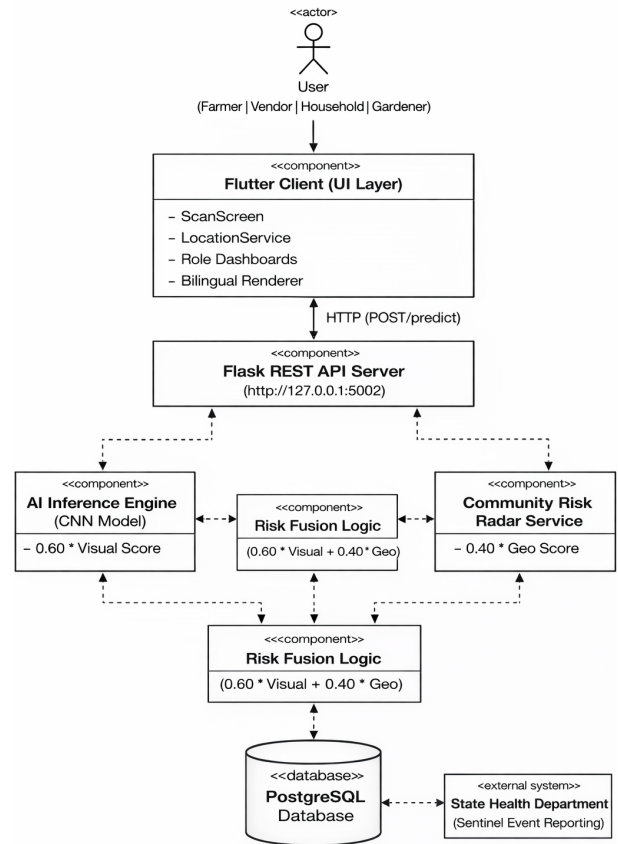 <<actor>>
User
(Farmer | Vendor | Household | Gardener)
<<component>>
Flutter Client (UI Layer)
– ScanScreen
– LocationService
– Role Dashboards
– Bilingual Renderer
HTTP (POST/predict)
<<component>>
Flask REST API Server
(http://127.0.0.1:5002)
<<component>>
AI Inference Engine
(CNN Model)
– 0.60 * Visual Score
<<component>>
Risk Fusion Logic
(0.60 * Visual + 0.40 * Geo)
<<component>>
Community Risk
Radar Service
– 0.40 * Geo Score
<<<component>>
Risk Fusion Logic
(0.60 * Visual + 0.40 * Geo)
<<database>>
PostgreSQL
Database
<external system>>
State Health Department
(Sentinel Event Reporting)